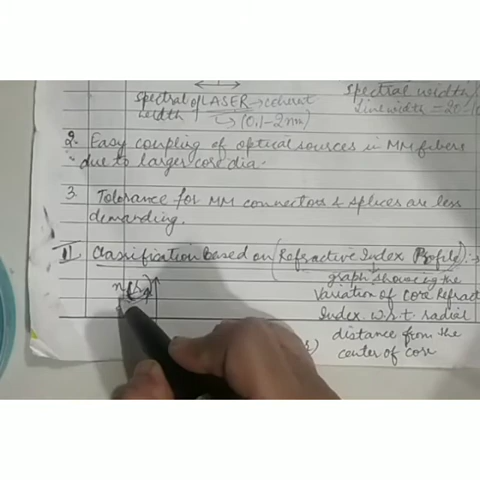 spectral of LASER → coherent
width ↳ (0.1-2nm)
spectral width
Linewidth = 20-
2. Easy coupling of optical sources in MM fibers
due to larger core dia.
3. Tolerance for MM connectors & splices are less
demanding.
II Classification based on (Refractive Index Profile) :→
graph showing the
variation of core Refract
Index w.r.t radial
distance from the
center of core